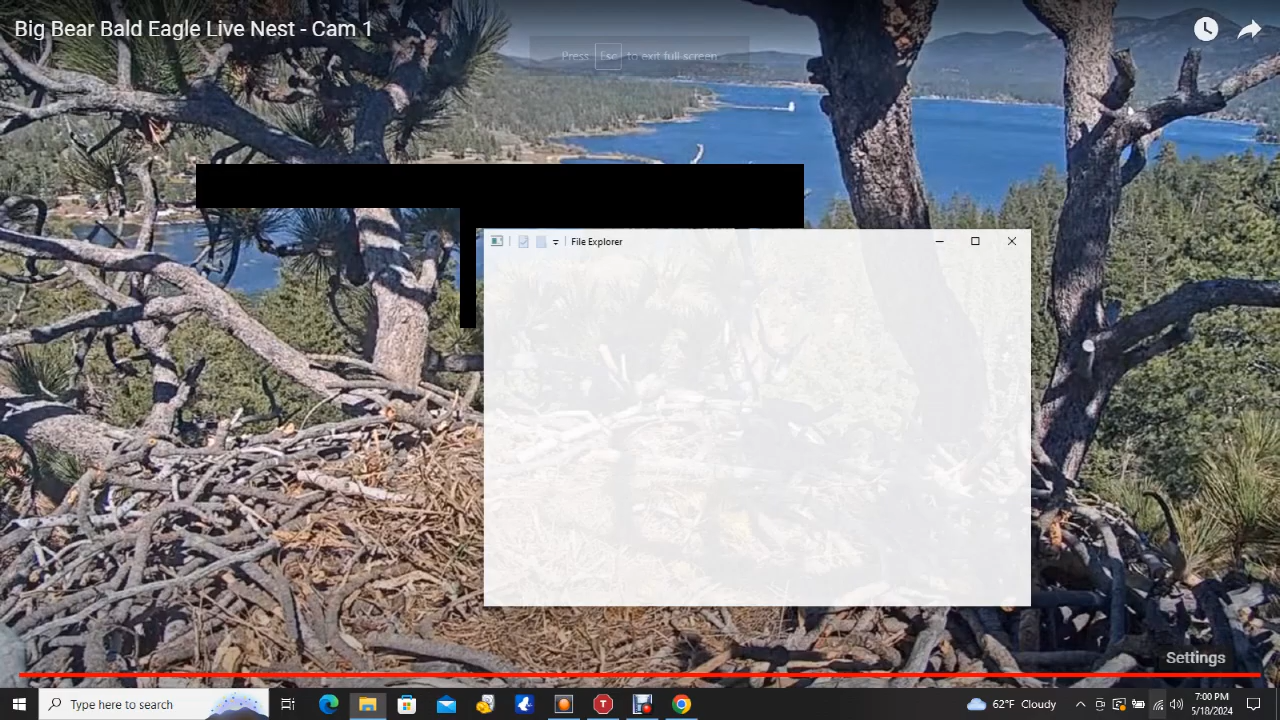 Big Bear Bald Eagle Live Nest - Cam 1
Press Esc to exit full screen
File Explorer
Settings
Type here to search
62°F Cloudy
7:00 PM
5/18/2024